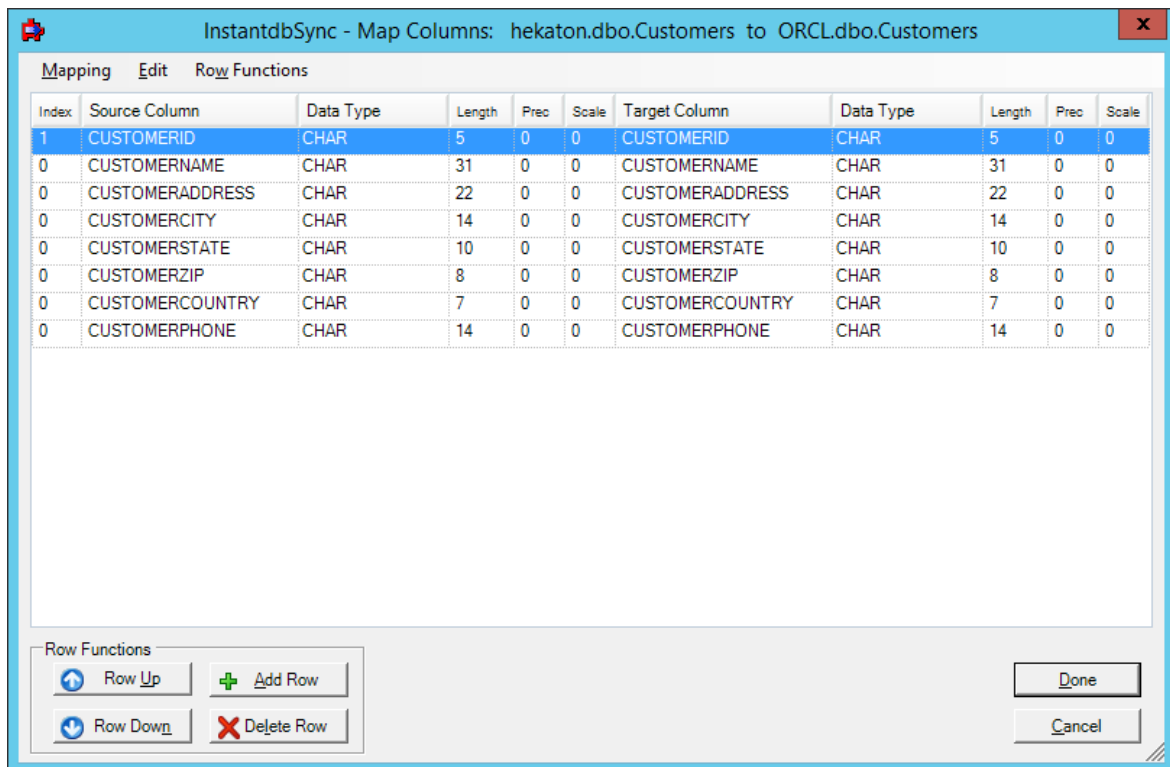 InstantdbSync - Map Columns: hekaton.dbo.Customers to ORCL.dbo.Customers
x
Mapping Edit Row Functions
Index Source Column Data Type Length Prec Scale Target Column Data Type Length Prec Scale
1 CUSTOMERID CHAR 5 0 0 CUSTOMERID CHAR 5 0 0
0 CUSTOMERNAME CHAR 31 0 0 CUSTOMERNAME CHAR 31 0 0
0 CUSTOMERADDRESS CHAR 22 0 0 CUSTOMERADDRESS CHAR 22 0 0
0 CUSTOMERCITY CHAR 14 0 0 CUSTOMERCITY CHAR 14 0 0
0 CUSTOMERSTATE CHAR 10 0 0 CUSTOMERSTATE CHAR 10 0 0
0 CUSTOMERZIP CHAR 8 0 0 CUSTOMERZIP CHAR 8 0 0
0 CUSTOMERCOUNTRY CHAR 7 0 0 CUSTOMERCOUNTRY CHAR 7 0 0
0 CUSTOMERPHONE CHAR 14 0 0 CUSTOMERPHONE CHAR 14 0 0
Row Functions
Row Up Add Row Done
Row Down Delete Row Cancel